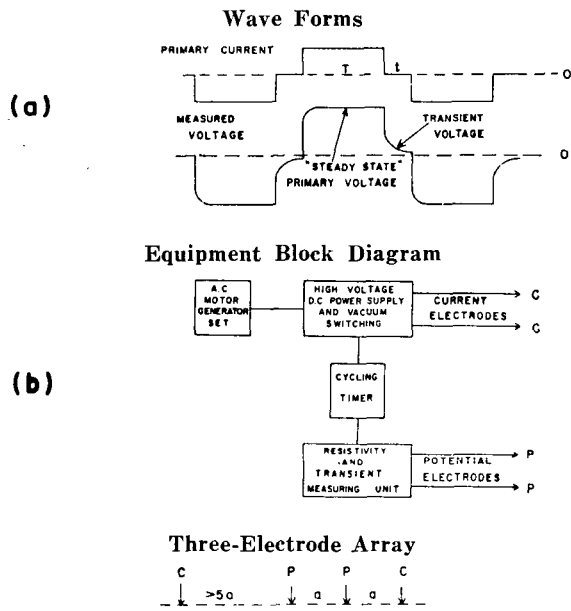 Wave Forms
PRIMARY CURRENT
T
t
O
(a)
MEASURED
VOLTAGE
TRANSIENT
VOLTAGE
O
"STEADY STATE"
PRIMARY VOLTAGE
Equipment Block Diagram
A.C
MOTOR
GENERATOR
SET
HIGH VOLTAGE
D.C POWER SUPPLY
AND VACUUM
SWITCHING
CURRENT
ELECTRODES
C
C
(b)
CYCLING
TIMER
RESISTIVITY
AND
TRANSIENT
MEASURING UNIT
POTENTIAL
ELECTRODES
P
P
Three-Electrode Array
C P P C
>5a a a